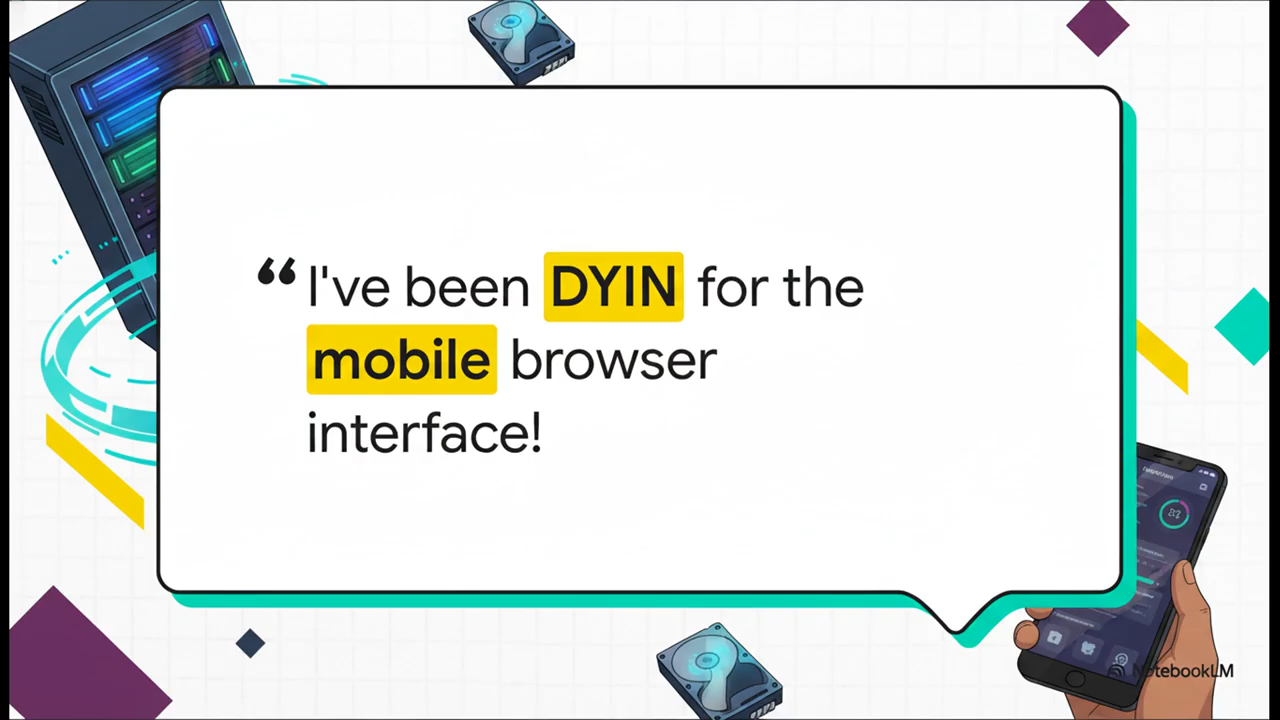 “I've been DYIN for the
mobile browser
interface!
NotebookLM